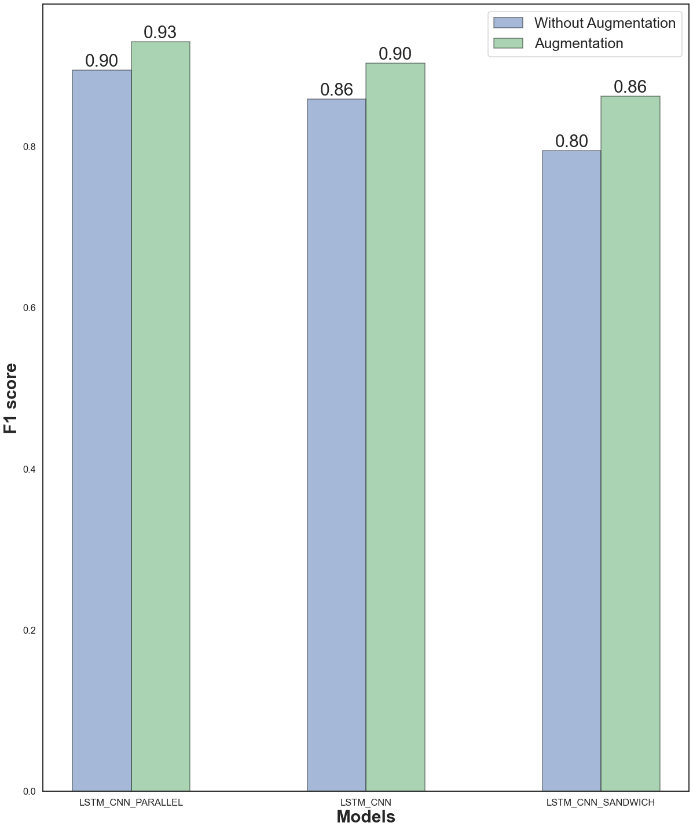 Without Augmentation
Augmentation
0.90
0.93
0.86
0.90
0.80
0.86
0.8
0.6
0.4
0.2
0.0
F1 score
LSTM_CNN_PARALLEL
LSTM_CNN
LSTM_CNN_SANDWICH
Models